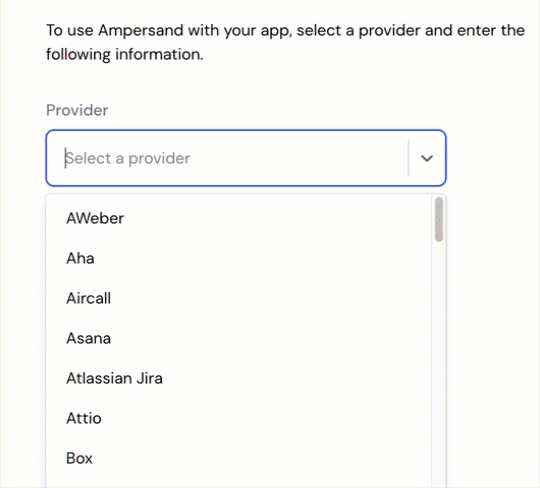 To use Ampersand with your app, select a provider and enter the
following information.
Provider
Select a provider
AWeber
Aha
Aircall
Asana
Atlassian Jira
Attio
Box